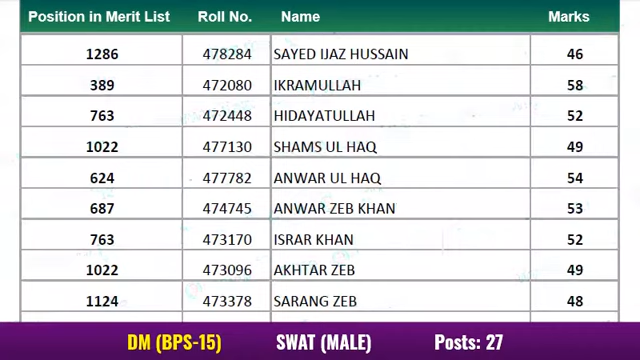 Position in Merit List Roll No. Name Marks
1286 478284 SAYED IJAZ HUSSAIN 46
389 472080 IKRAMULLAH 58
763 472448 HIDAYATULLAH 52
1022 477130 SHAMS UL HAQ 49
624 477782 ANWAR UL HAQ 54
687 474745 ANWAR ZEB KHAN 53
763 473170 ISRAR KHAN 52
1022 473096 AKHTAR ZEB 49
1124 473378 SARANG ZEB 48
DM (BPS-15) SWAT (MALE) Posts: 27